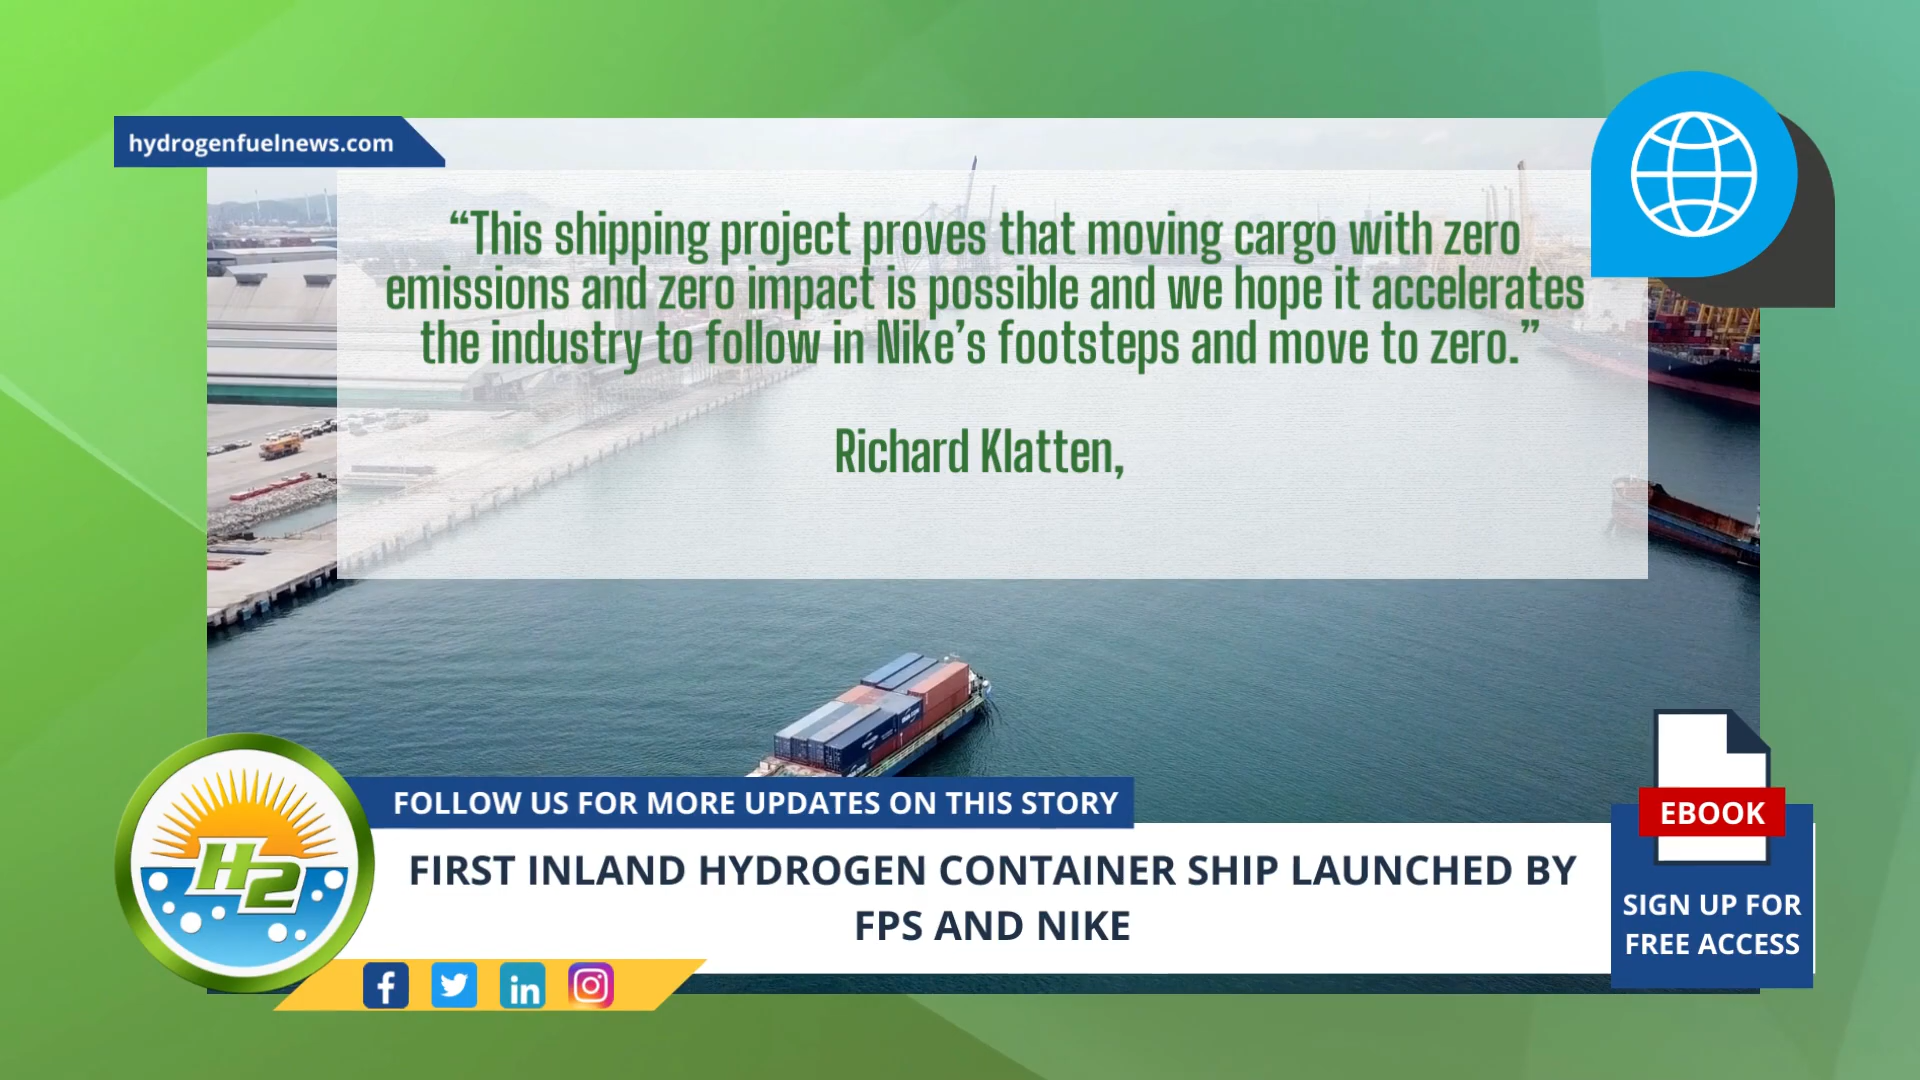 hydrogenfuelnews.com
“This shipping project proves that moving cargo with zero
emissions and zero impact is possible and we hope it accelerates
the industry to follow in Nike’s footsteps and move to zero.”
Richard Klatten,
FOLLOW US FOR MORE UPDATES ON THIS STORY
FIRST INLAND HYDROGEN CONTAINER SHIP LAUNCHED BY
FPS AND NIKE
H2
EBOOK
SIGN UP FOR
FREE ACCESS